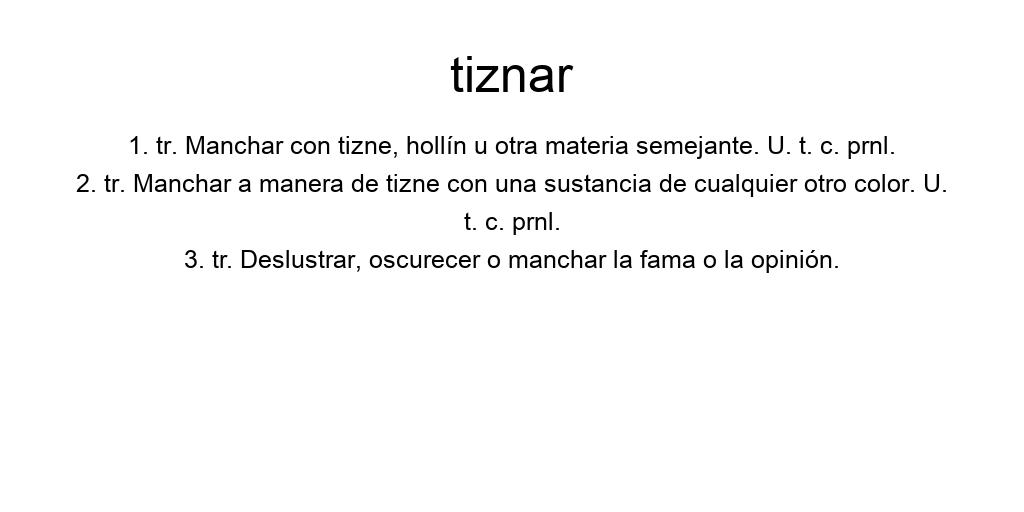 tiznar
1. tr. Manchar con tizne, hollín u otra materia semejante. U. t. c. prnl.
2. tr. Manchar a manera de tizne con una sustancia de cualquier otro color. U.
t. c. prnl.
3. tr. Deslustrar, oscurecer o manchar la fama o la opinión.